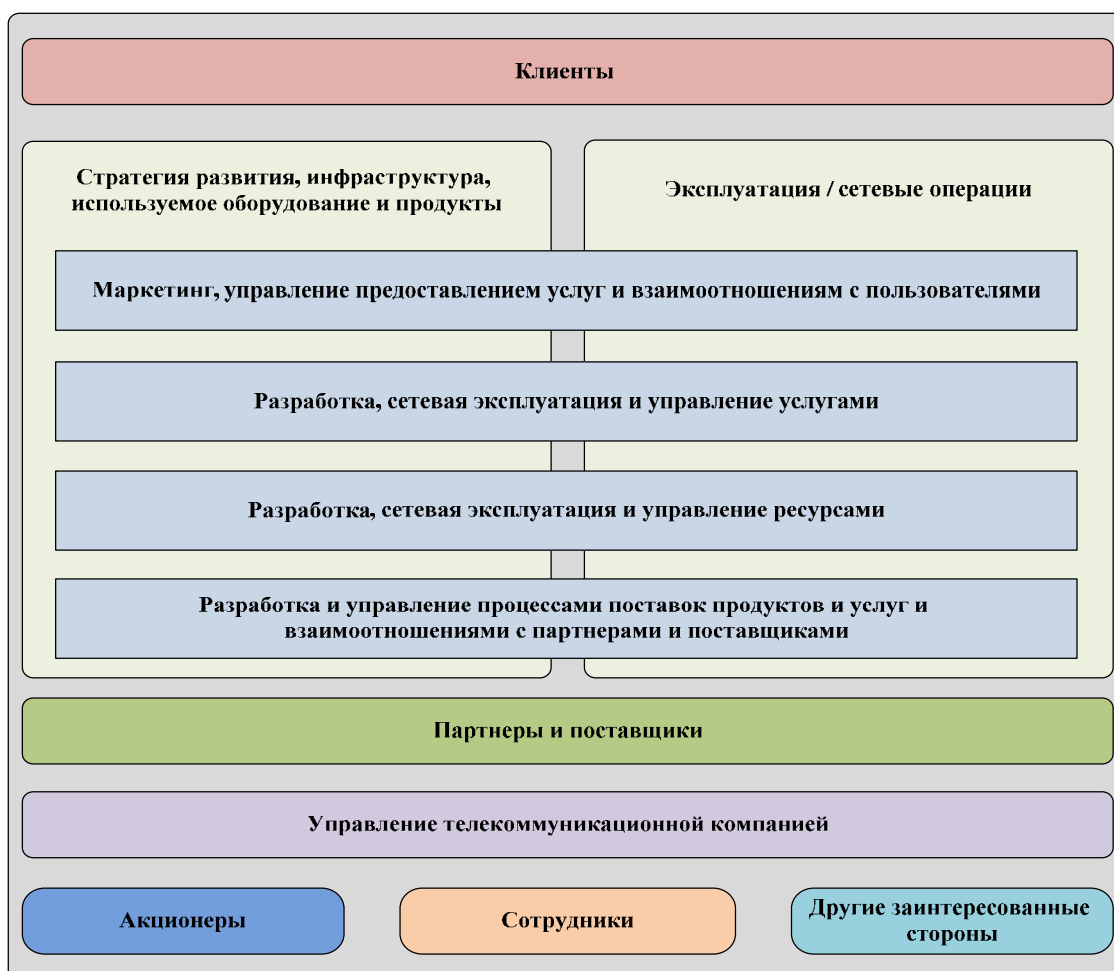 Клиенты
Стратегия развития, инфраструктура,
используемое оборудование и продукты
Эксплуатация / сетевые операции
Маркетинг, управление предоставлением услуг и взаимоотношениям с пользователями
Разработка, сетевая эксплуатация и управление услугами
Разработка, сетевая эксплуатация и управление ресурсами
Разработка и управление процессами поставок продуктов и услуг и
взаимоотношениями с партнерами и поставщиками
Партнеры и поставщики
Управление телекоммуникационной компанией
Акционеры
Сотрудники
Другие заинтересованные
стороны